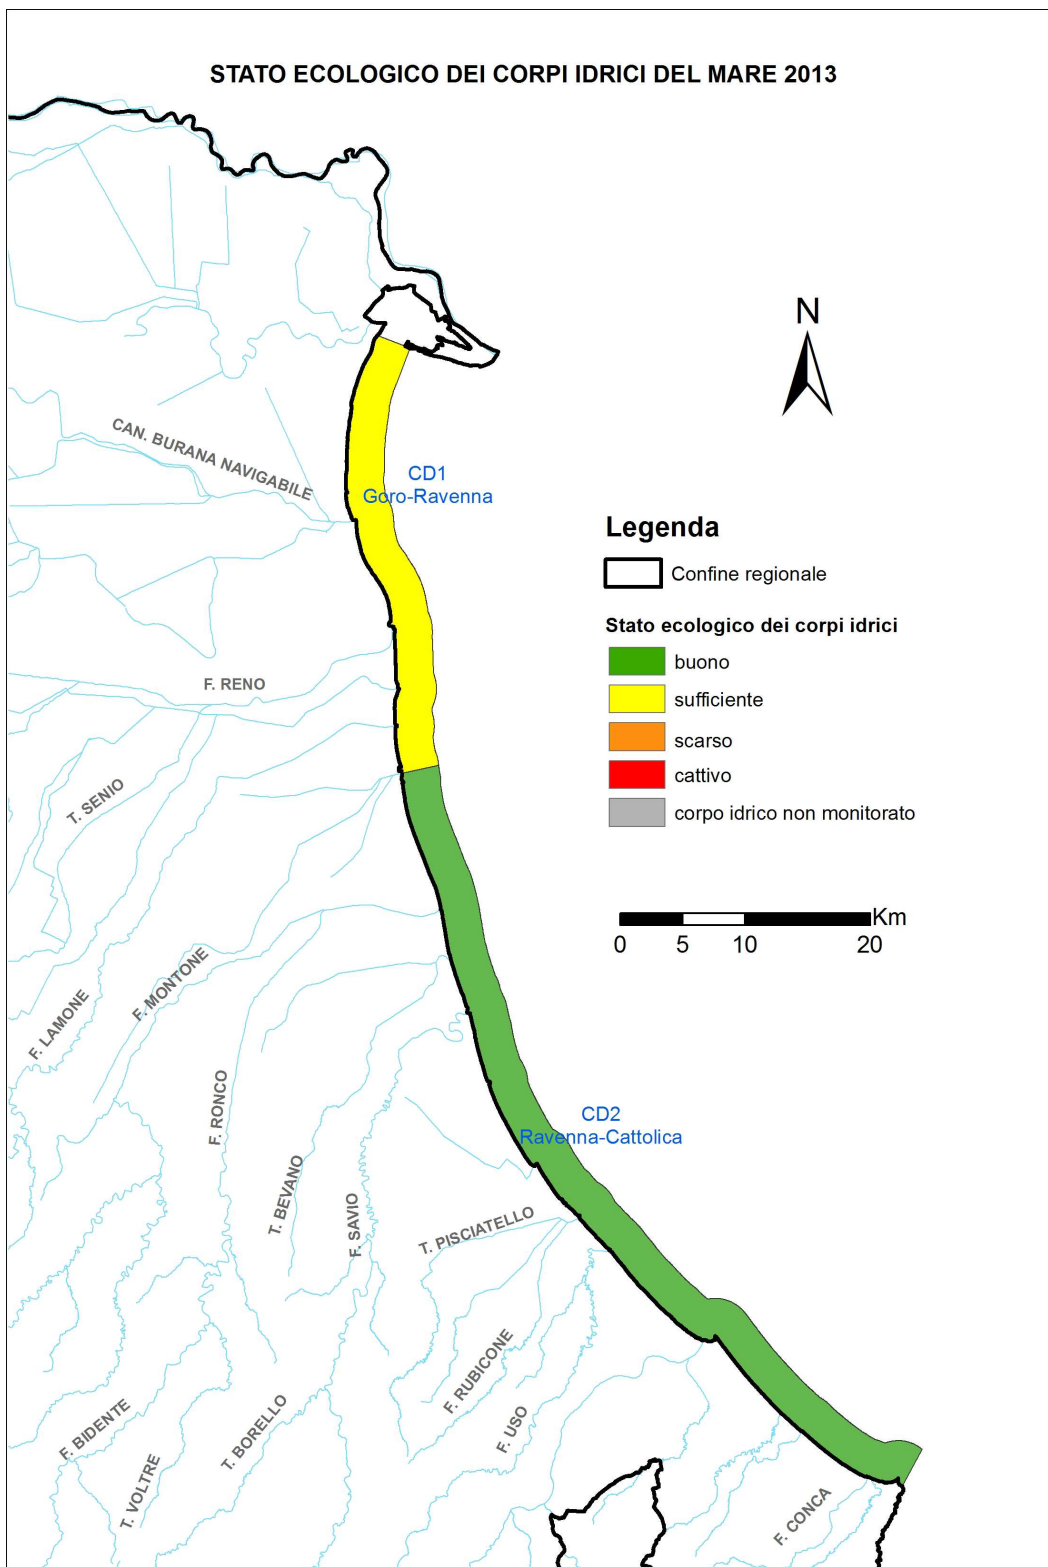 STATO ECOLOGICO DEI CORPI IDRICI DEL MARE 2013
N
CAN. BURANA NAVIGABILE
CD1
Goro-Ravenna
Legenda
Confine regionale
Stato ecologico dei corpi idrici
buono
sufficiente
scarso
cattivo
corpo idrico non monitorato
F. RENO
T. SENIO
Km
0 5 10 20
F. LAMONE
F. MONTONE
F. RONCO
CD2
Ravenna-Cattolica
T. BEVANO
F. SAVIO
T. PISCIATELLO
F. RUBICONE
F. USO
F. BIDENTE
T. BORELLO
T. VOLTRE
F. CONCA